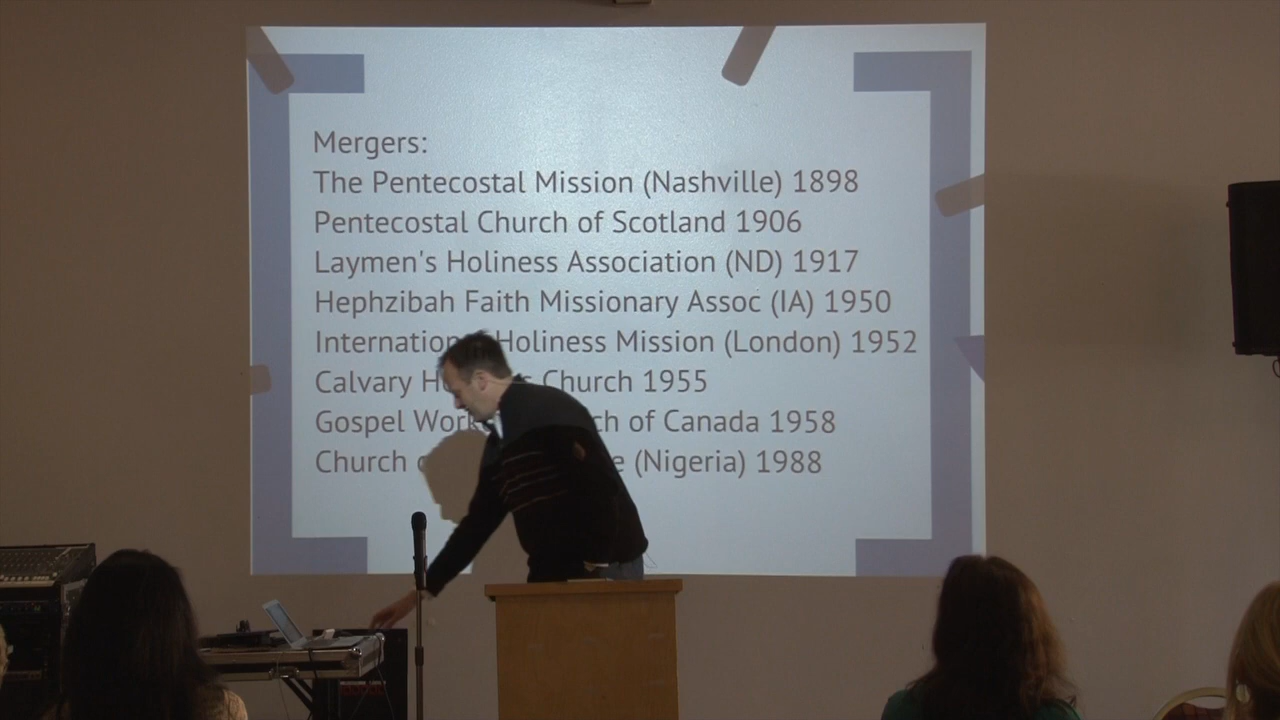 Mergers:
The Pentecostal Mission (Nashville) 1898
Pentecostal Church of Scotland 1906
Laymen's Holiness Association (ND) 1917
Hephzibah Faith Missionary Assoc (IA) 1950
International Holiness Mission (London) 1952
Calvary Church 1955
Gospel of Canada 1958
Church (Nigeria) 1988